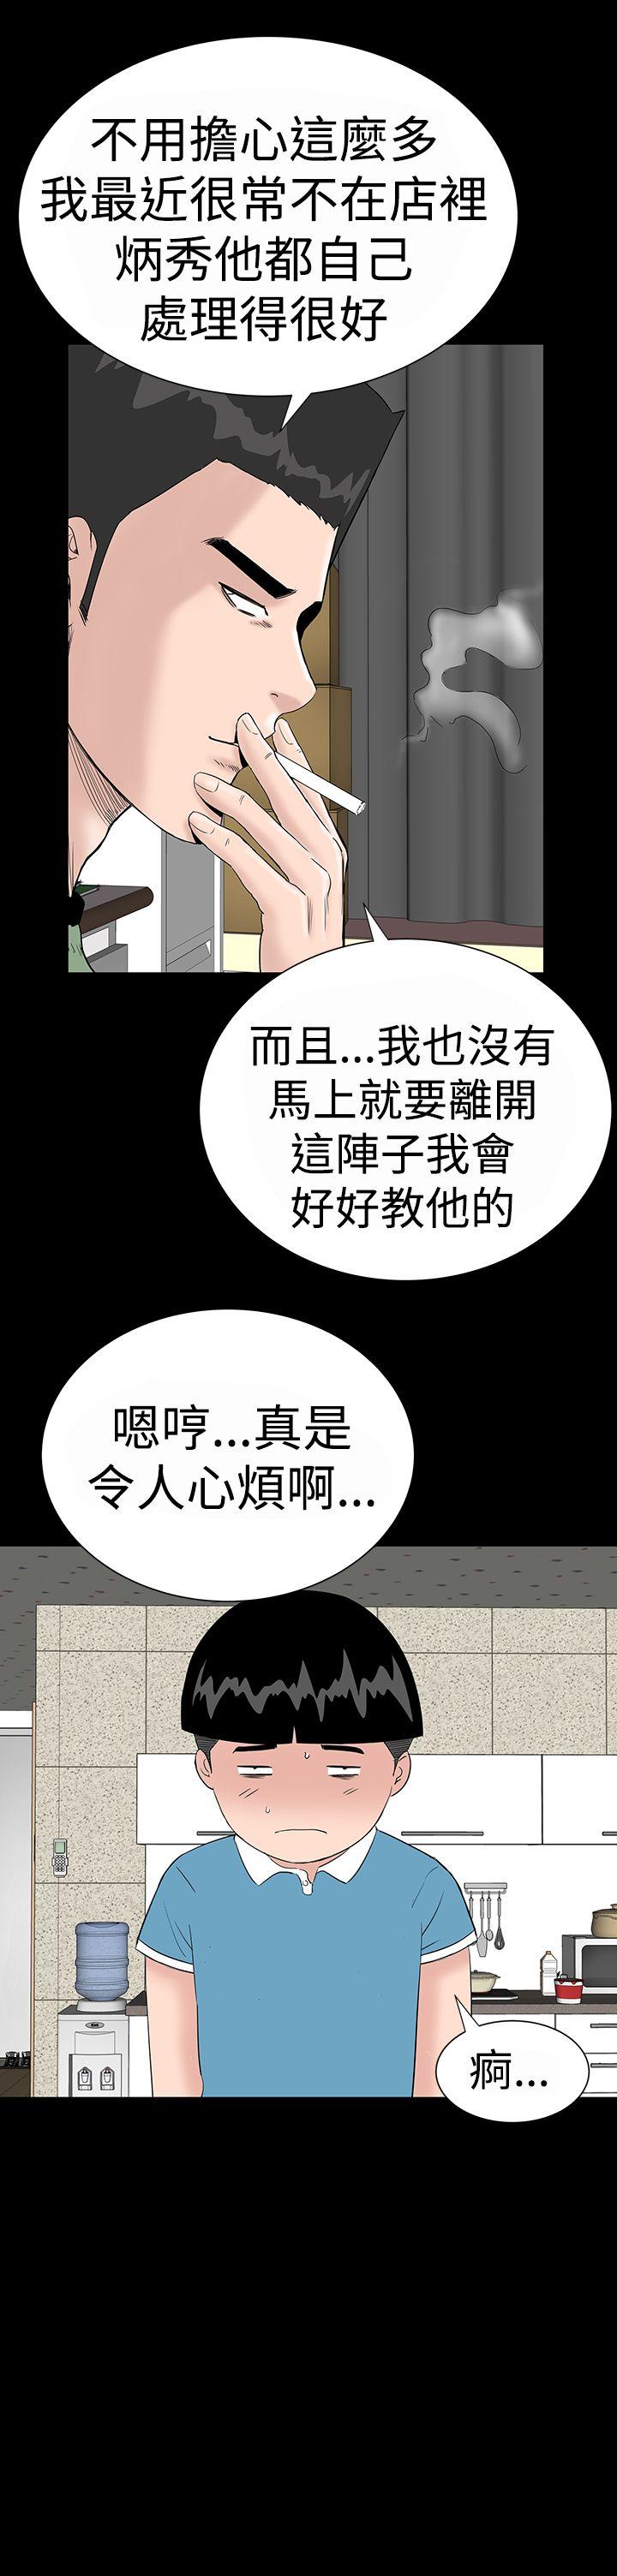 不用擔心這麼多
我最近很常不在店裡
炳秀他都自己
處理得很好
而且...我也沒有
馬上就要離開
這陣子我會
好好教他的
嗯哼...真是
令人心煩啊...
痾...